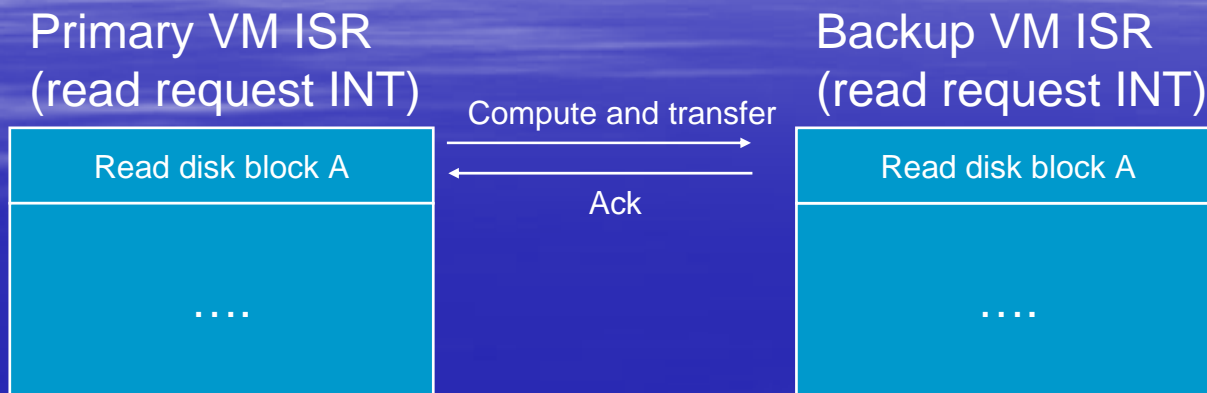 Primary VM ISR
(read request INT)
Backup VM ISR
(read request INT)
Compute and transfer
Ack
Read disk block A
....
Read disk block A
....